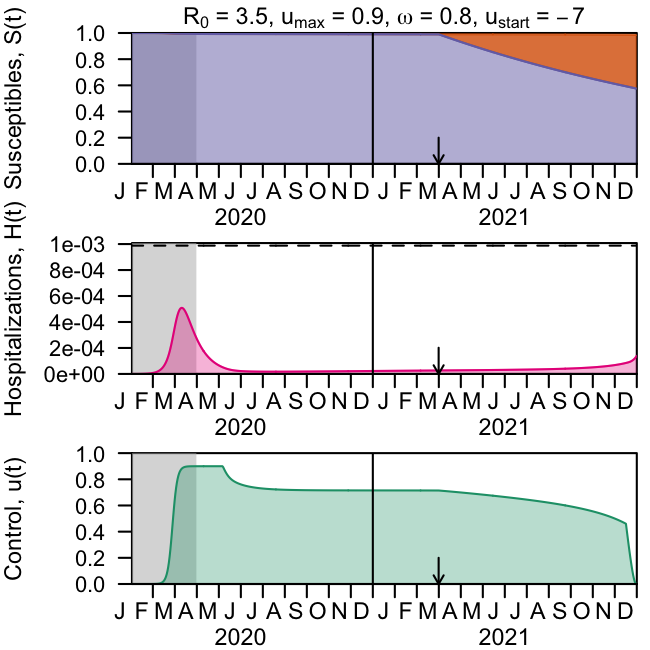 R₀ = 3.5, uₘₐₓ = 0.9, ω = 0.8, uₛₜₐᵣₜ = −7
Susceptibles, S(t)
1.0
0.8
0.6
0.4
0.2
0.0
J F M A M J J A S O N D J F M A M J J A S O N D
2020 2021
Hospitalizations, H(t)
1e-03
8e-04
6e-04
4e-04
2e-04
0e+00
J F M A M J J A S O N D J F M A M J J A S O N D
2020 2021
Control, u(t)
1.0
0.8
0.6
0.4
0.2
0.0
J F M A M J J A S O N D J F M A M J J A S O N D
2020 2021